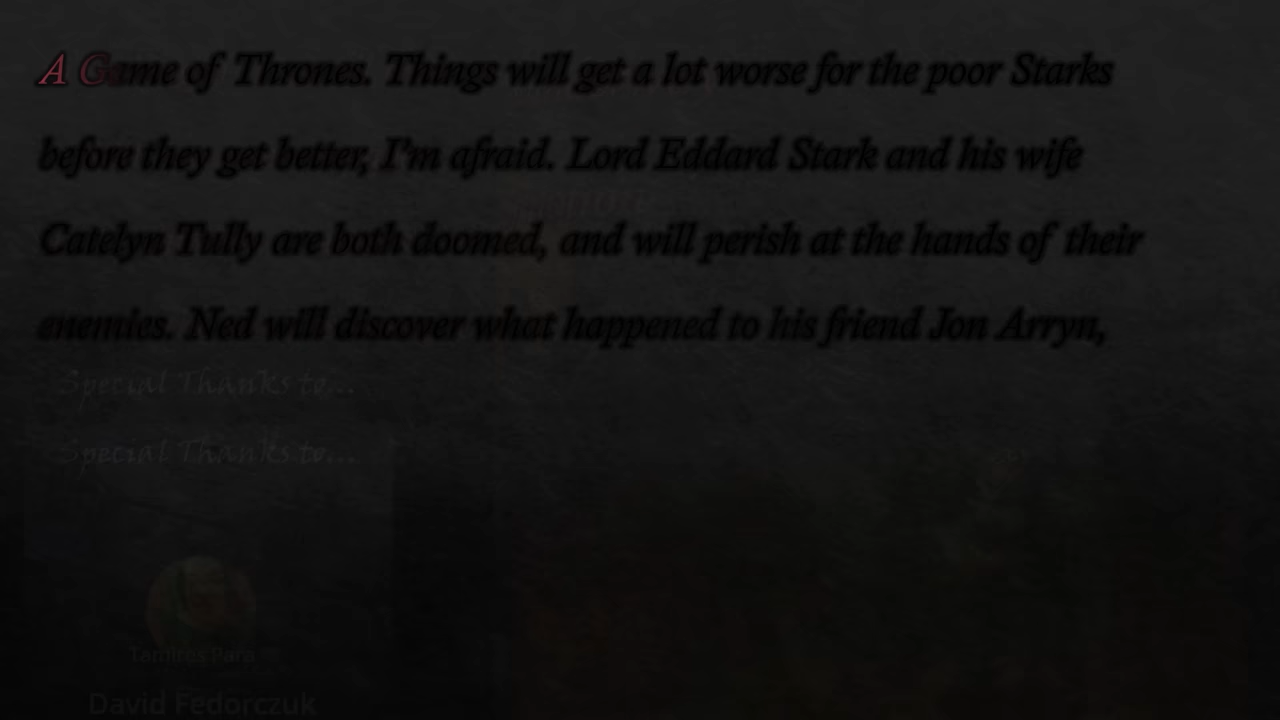 A Game of Thrones. Things will get a lot worse for the poor Starks
before they get better, I'm afraid. Lord Eddard Stark and his wife
Catelyn Tully are both doomed, and will perish at the hands of their
enemies. Ned will discover what happened to his friend Jon Arryn,
Special Thanks to...
Special Thanks to...
Para
David Fedorczuk